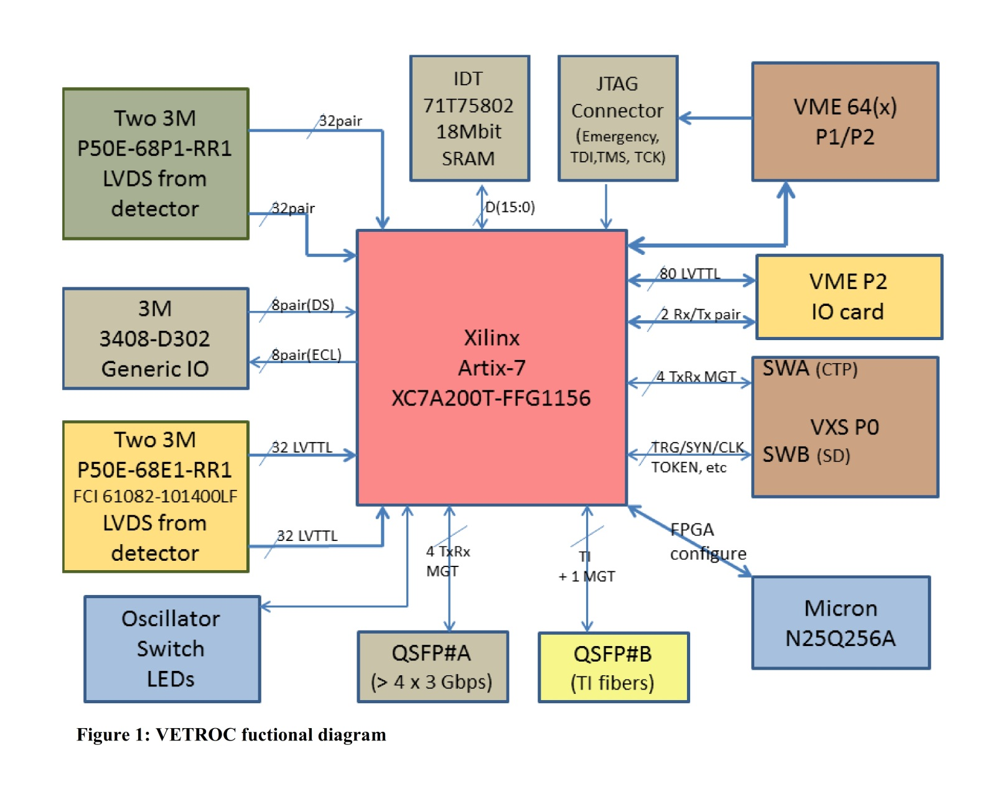 Two 3M
P50E-68P1-RR1
LVDS from
detector
32pair
32pair
IDT
71T75802
18Mbit
SRAM
D(15:0)
JTAG
Connector
(Emergency,
TDI,TMS, TCK)
VME 64(x)
P1/P2
3M
3408-D302
Generic IO
8pair(DS)
8pair(ECL)
Xilinx
Artix-7
XC7A200T-FFG1156
80 LVTTL
2 Rx/Tx pair
VME P2
IO card
4 TxRx MGT
TRG/SYN/CLK
TOKEN, etc
SWA (CTP)
VXS P0
SWB (SD)
Two 3M
P50E-68E1-RR1
FCI 61082-101400LF
LVDS from
detector
32 LVTTL
32 LVTTL
4 TxRx
MGT
TI
+ 1 MGT
FPGA
configure
Oscillator
Switch
LEDs
QSFP#A
(> 4 x 3 Gbps)
QSFP#B
(TI fibers)
Micron
N25Q256A
Figure 1: VETROC fuctional diagram